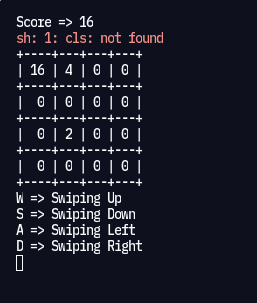 Score => 16
sh: 1: cls: not found
+----+---+---+---+
| 16 | 4 | 0 | 0 |
+----+---+---+---+
|  0 | 0 | 0 | 0 |
+----+---+---+---+
|  0 | 2 | 0 | 0 |
+----+---+---+---+
|  0 | 0 | 0 | 0 |
+----+---+---+---+
W => Swiping Up
S => Swiping Down
A => Swiping Left
D => Swiping Right